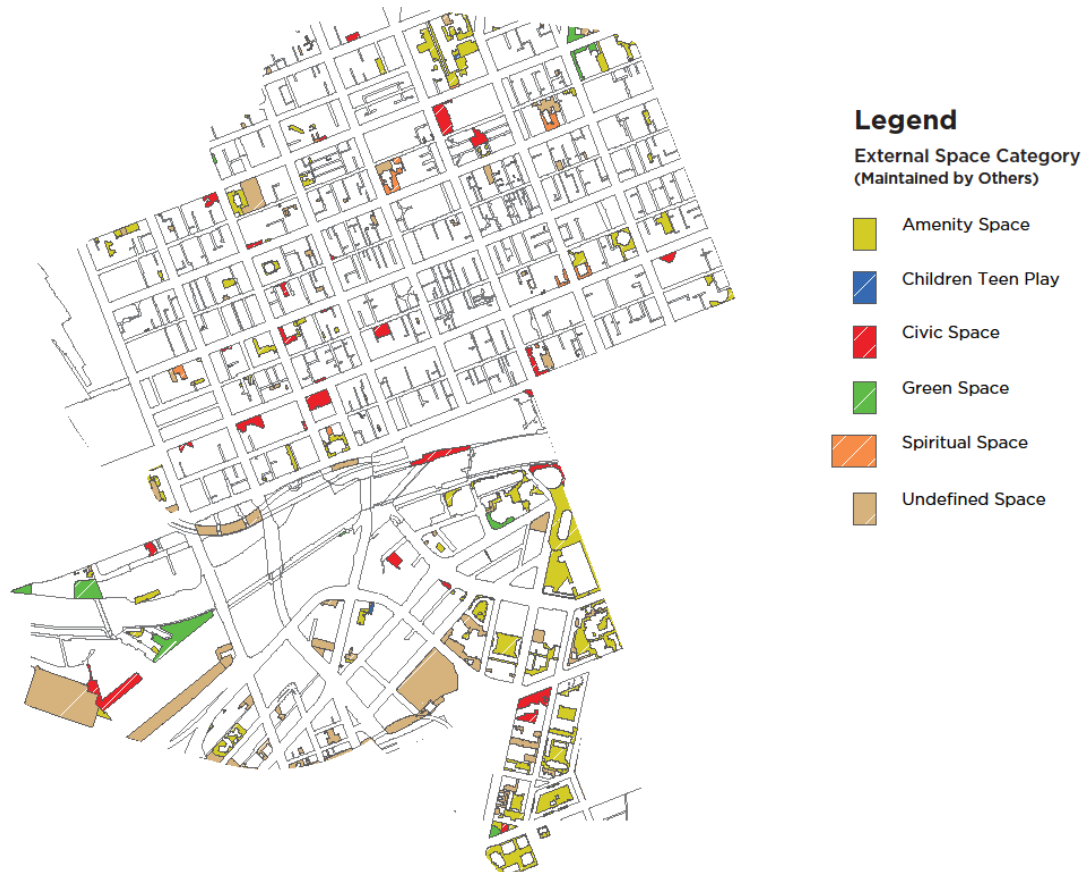 Legend
External Space Category
(Maintained by Others)
Amenity Space
Children Teen Play
Civic Space
Green Space
Spiritual Space
Undefined Space